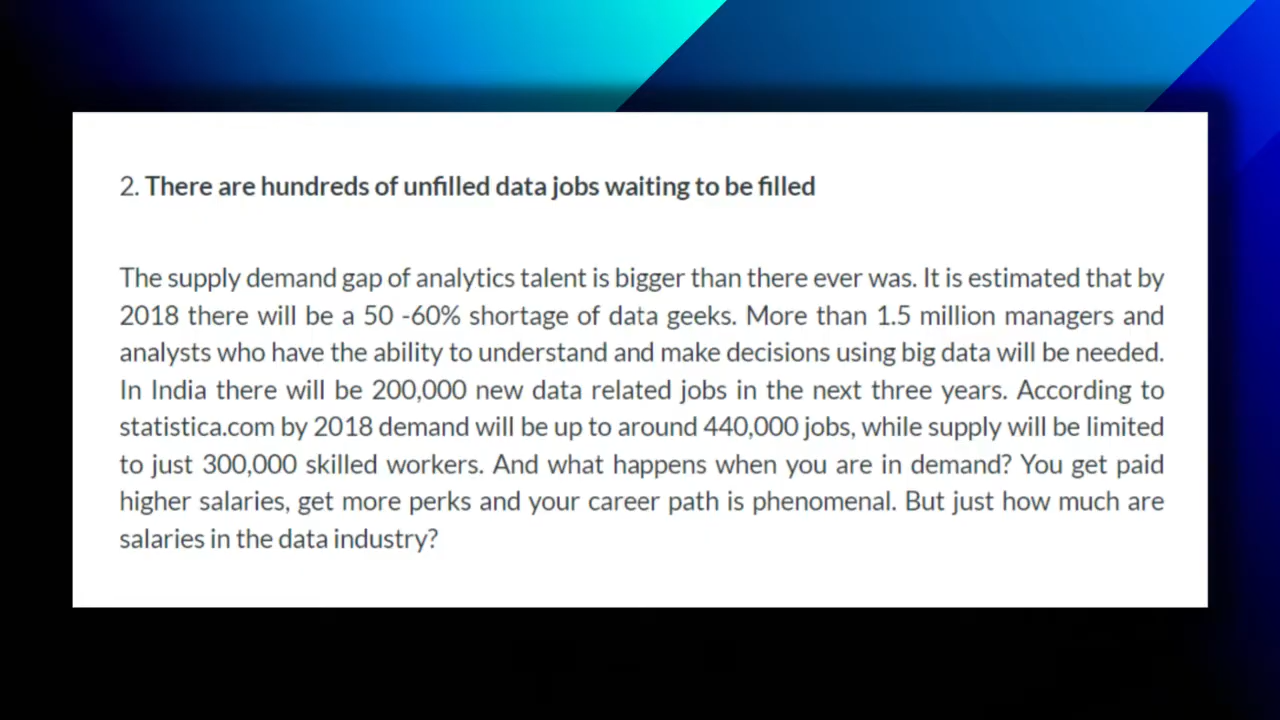 2. There are hundreds of unfilled data jobs waiting to be filled
The supply demand gap of analytics talent is bigger than there ever was. It is estimated that by
2018 there will be a 50 -60% shortage of data geeks. More than 1.5 million managers and
analysts who have the ability to understand and make decisions using big data will be needed.
In India there will be 200,000 new data related jobs in the next three years. According to
statistica.com by 2018 demand will be up to around 440,000 jobs, while supply will be limited
to just 300,000 skilled workers. And what happens when you are in demand? You get paid
higher salaries, get more perks and your career path is phenomenal. But just how much are
salaries in the data industry?